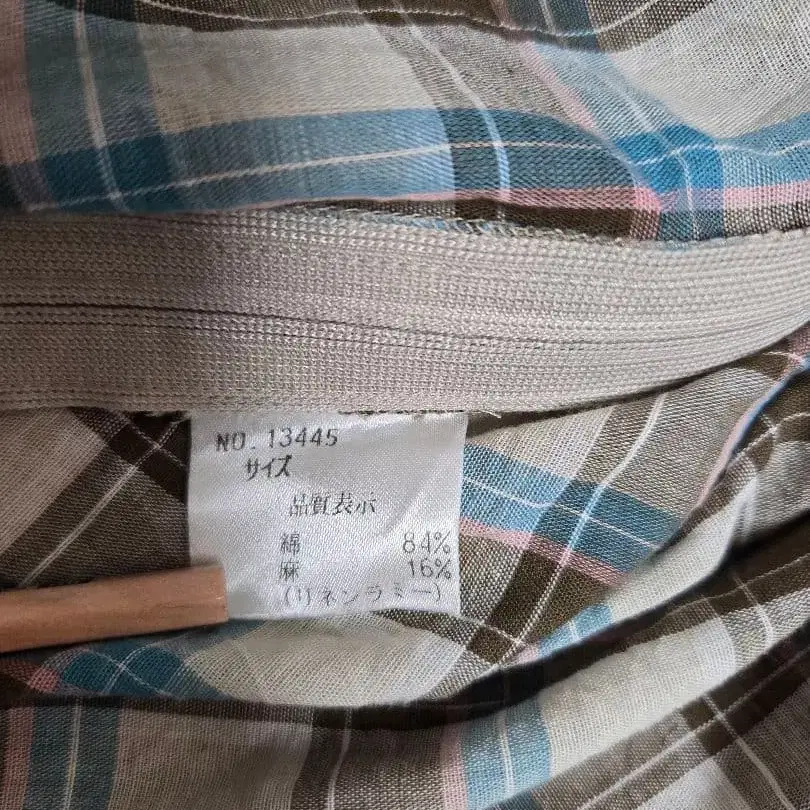 NO. 13445
サイズ
品質表示
綿 84%
麻 16%
(リネンラミー)